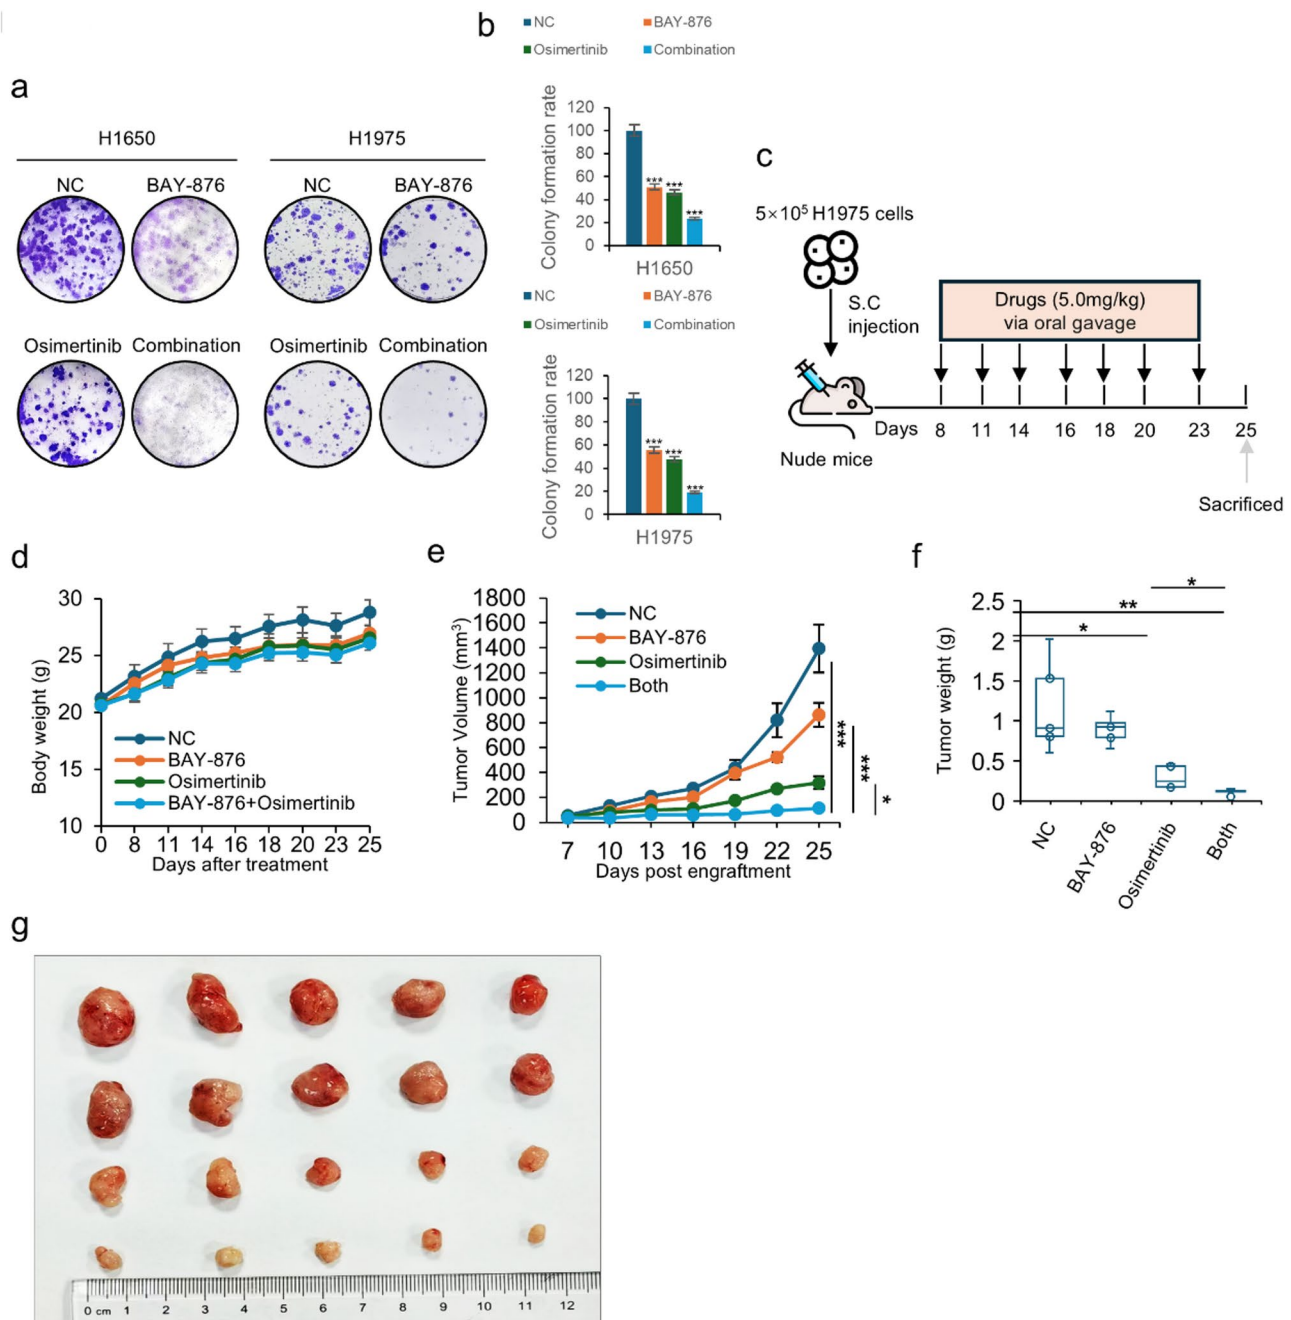 a
H1650
H1975
NC
BAY-876
NC
BAY-876
Osimertinib
Combination
Osimertinib
Combination
b
NC
BAY-876
Osimertinib
Combination
Colony formation rate
120
100
80
60
40
20
0
***
***
***
H1650
NC
BAY-876
Osimertinib
Combination
Colony formation rate
120
100
80
60
40
20
0
***
***
***
H1975
c
5×10⁵ H1975 cells
S.C
injection
Drugs (5.0mg/kg)
via oral gavage
Nude mice
Days
8
11
14
16
18
20
23
25
Sacrificed
d
Body weight (g)
30
25
20
15
10
NC
BAY-876
Osimertinib
BAY-876+Osimertinib
0
8
11
14
16
18
20
23
25
Days after treatment
e
Tumor Volume (mm³)
1800
1600
1400
1200
1000
800
600
400
200
0
NC
BAY-876
Osimertinib
Both
***
***
*
7
10
13
16
19
22
25
Days post engraftment
f
Tumor weight (g)
2.5
2
1.5
1
0.5
0
*
**
*
NC
BAY-876
Osimertinib
Both
g
0 cm 1 2 3 4 5 6 7 8 9 10 11 12